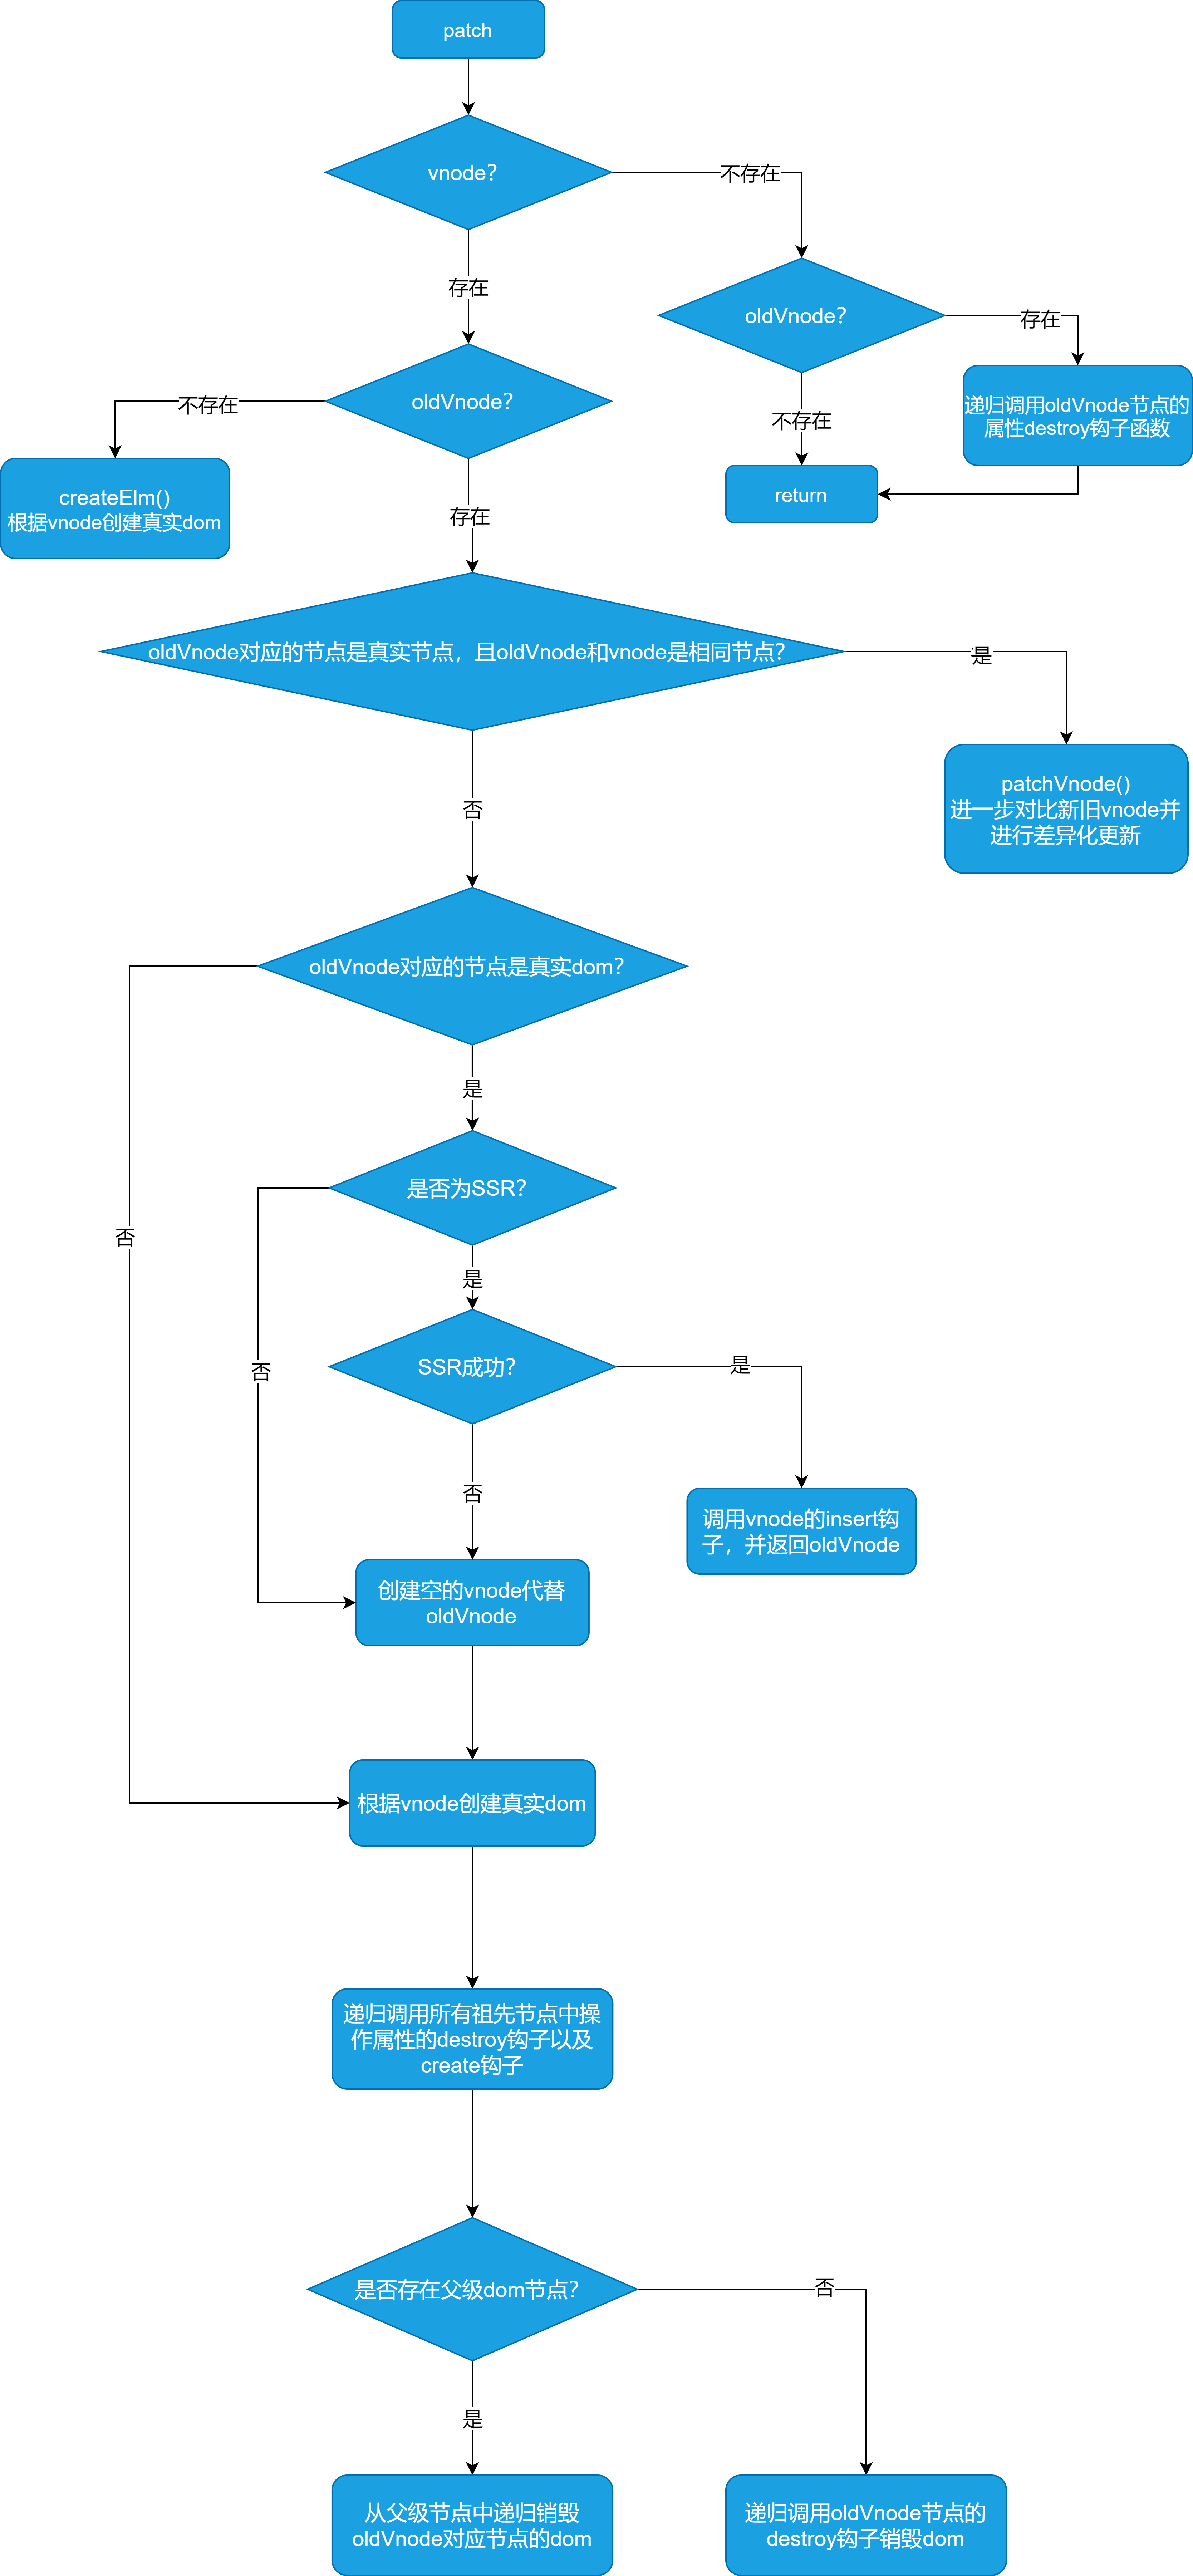 patch
vnode?
不存在
存在
oldVnode?
存在
不存在
递归调用oldVnode节点的
属性destroy钩子函数
return
oldVnode?
不存在
createElm()
根据vnode创建真实dom
存在
oldVnode对应的节点是真实节点，且oldVnode和vnode是相同节点?
是
patchVnode()
进一步对比新旧vnode并
进行差异化更新
否
oldVnode对应的节点是真实dom?
是
否
是否为SSR?
是
否
SSR成功?
是
调用vnode的insert钩
子，并返回oldVnode
否
创建空的vnode代替
oldVnode
根据vnode创建真实dom
递归调用所有祖先节点中操
作属性的destroy钩子以及
create钩子
是否存在父级dom节点?
否
是
从父级节点中递归销毁
oldVnode对应节点的dom
递归调用oldVnode节点的
destroy钩子销毁dom